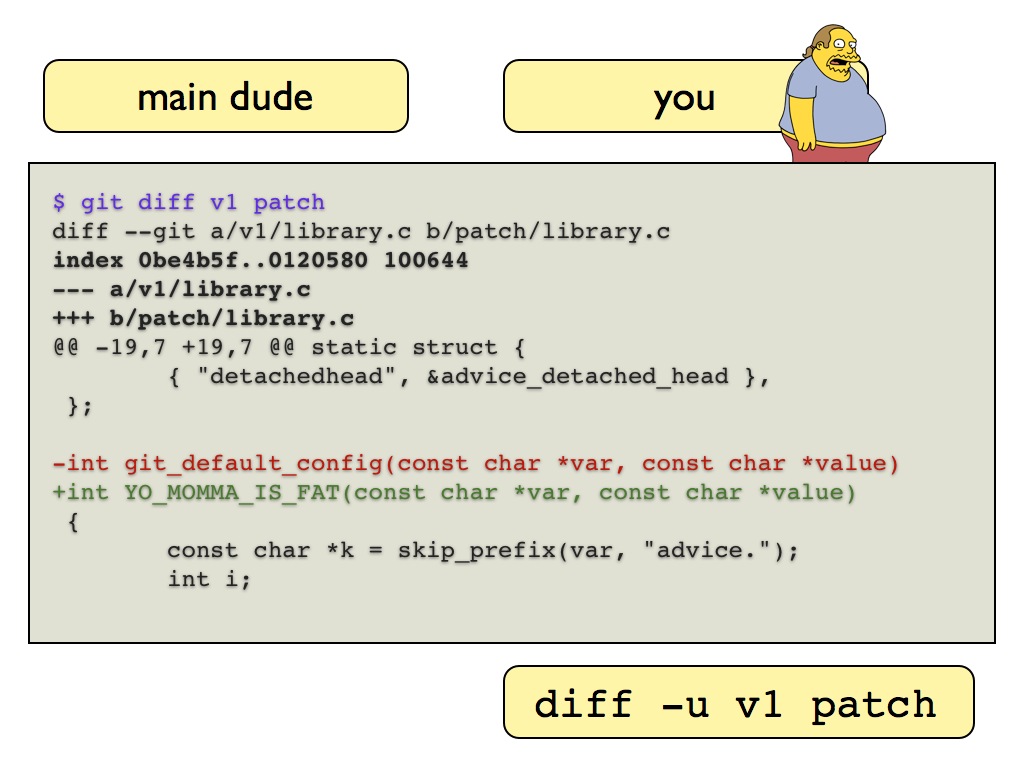 main dude
you
$ git diff v1 patch
diff --git a/v1/library.c b/patch/library.c
index 0be4b5f..0120580 100644
--- a/v1/library.c
+++ b/patch/library.c
@@ -19,7 +19,7 @@ static struct {
        { "detachedhead", &advice_detached_head },
 };
-int git_default_config(const char *var, const char *value)
+int YO_MOMMA_IS_FAT(const char *var, const char *value)
 {
        const char *k = skip_prefix(var, "advice.");
        int i;
diff -u v1 patch